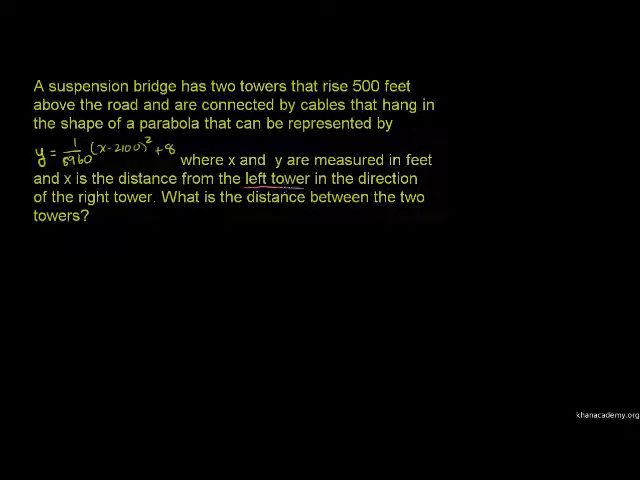 A suspension bridge has two towers that rise 500 feet
above the road and are connected by cables that hang in
the shape of a parabola that can be represented by
y = 1/8960 (x-2100)² +8 where x and y are measured in feet
and x is the distance from the left tower in the direction
of the right tower. What is the distance between the two
towers?
khanacademy.org